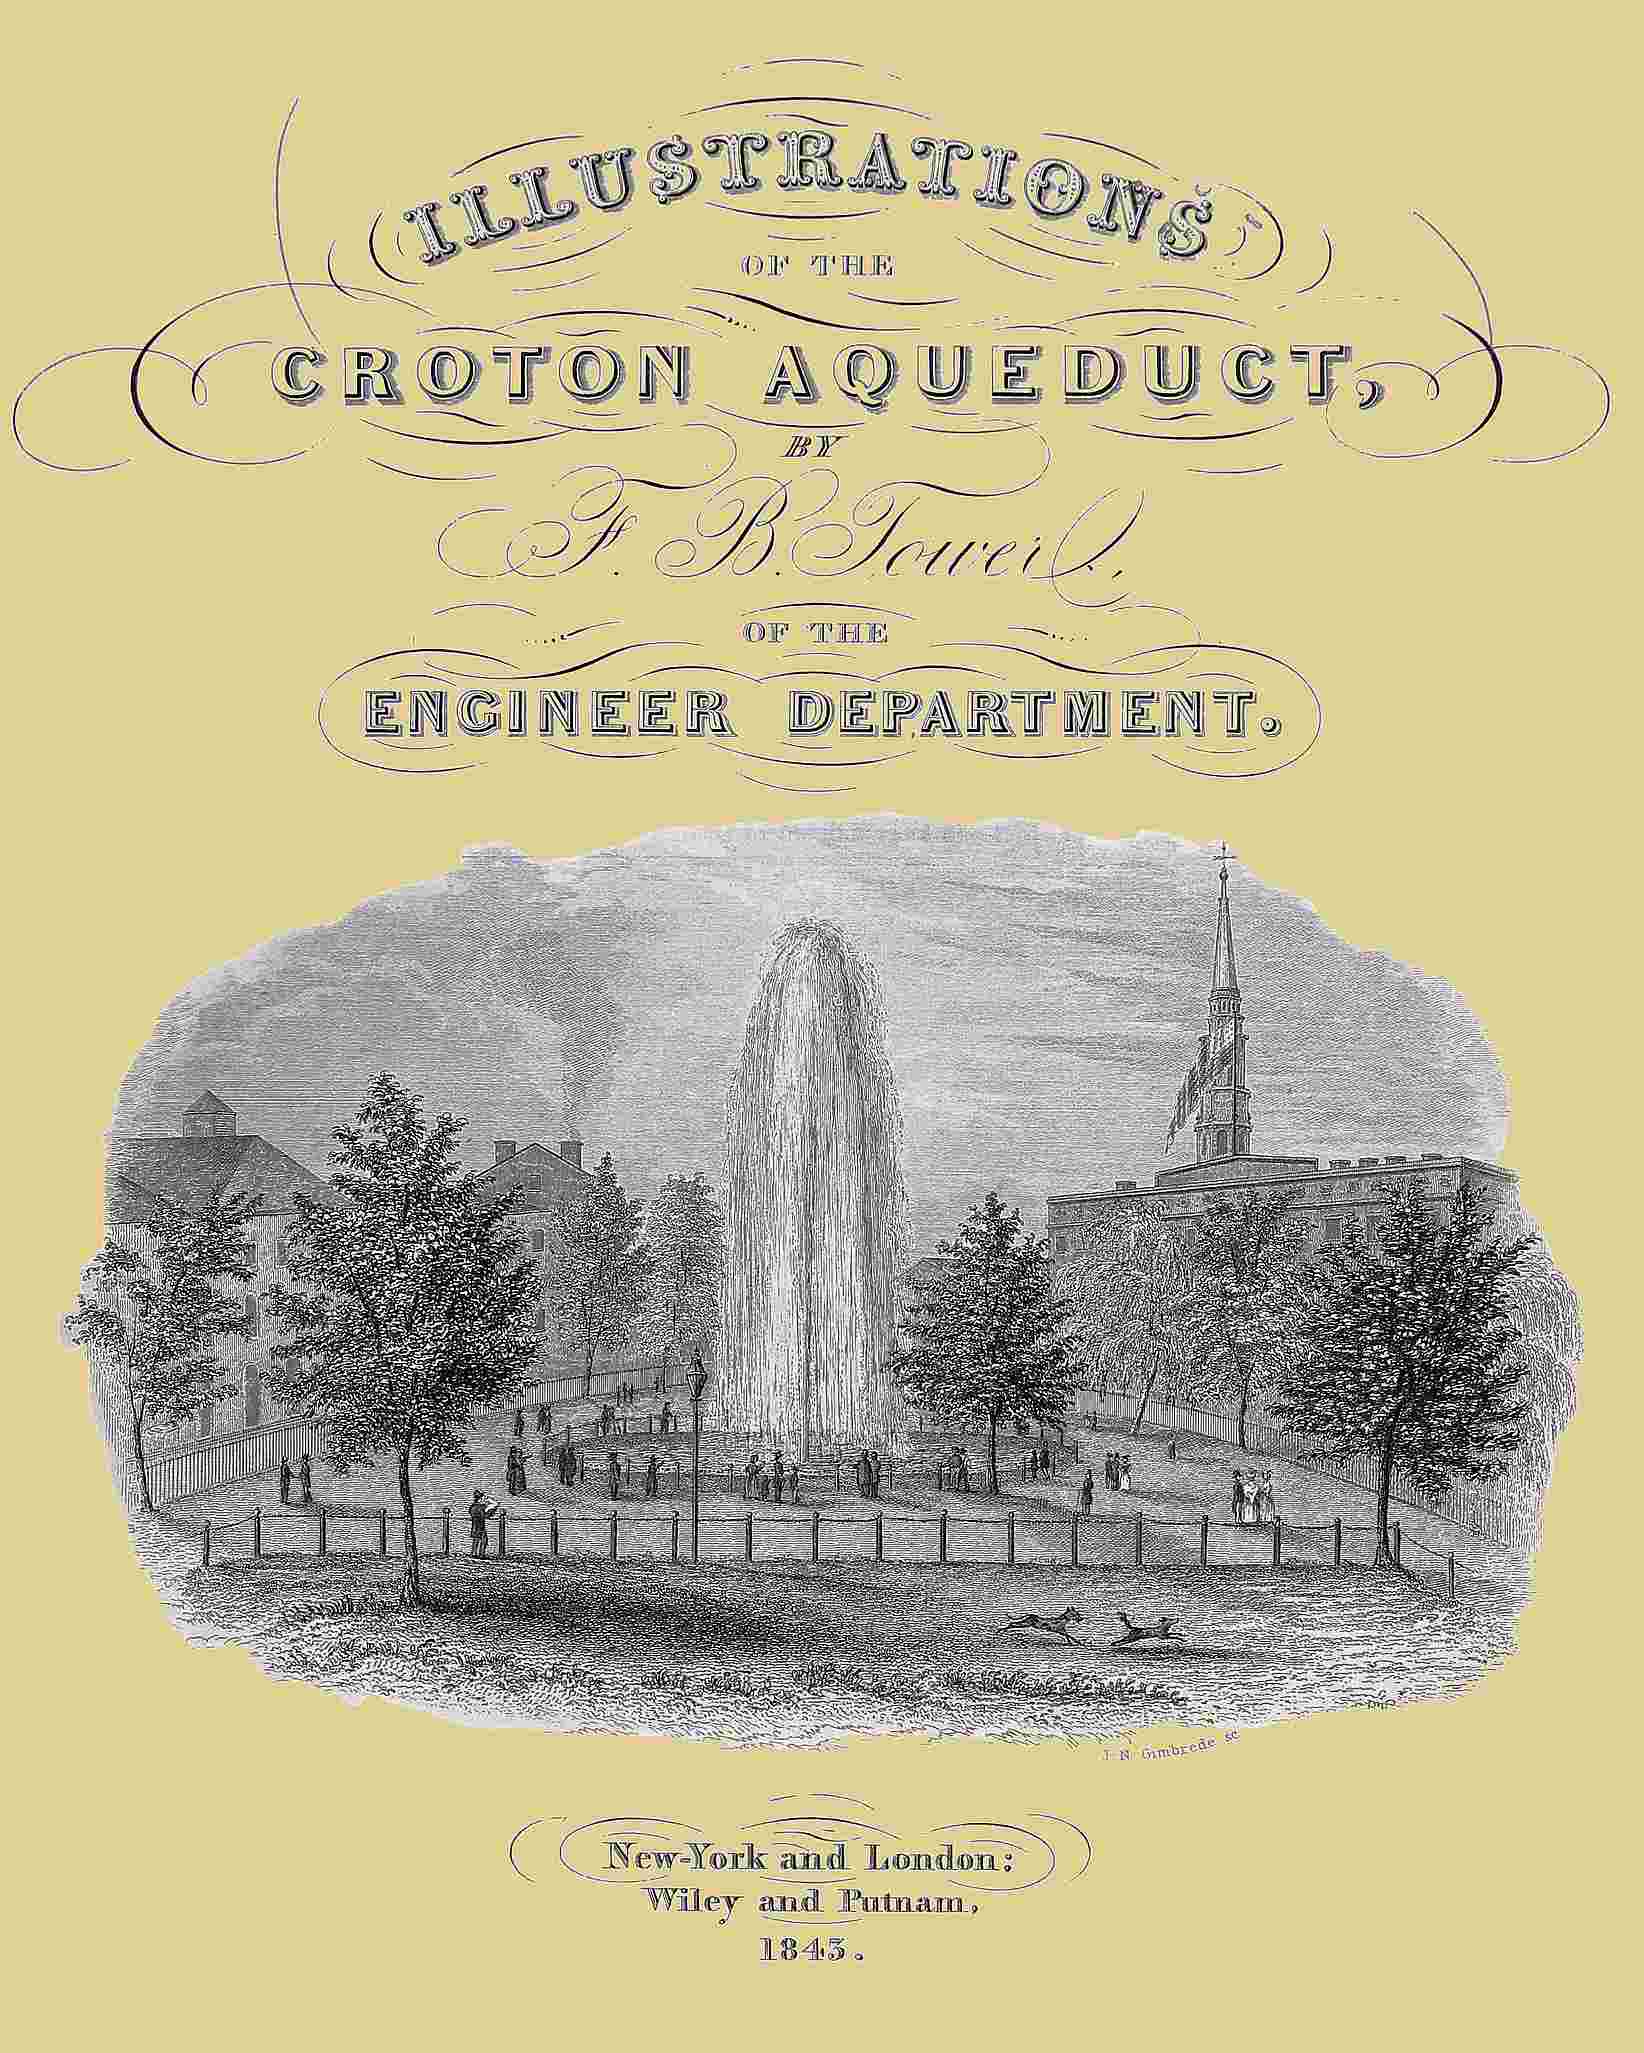 ILLUSTRATIONS
OF THE
CROTON AQUEDUCT,
BY
F. B. Tower,
OF THE
ENGINEER DEPARTMENT.
J. N. Gimbrede sc
New-York and London:
Wiley and Putnam,
1843.